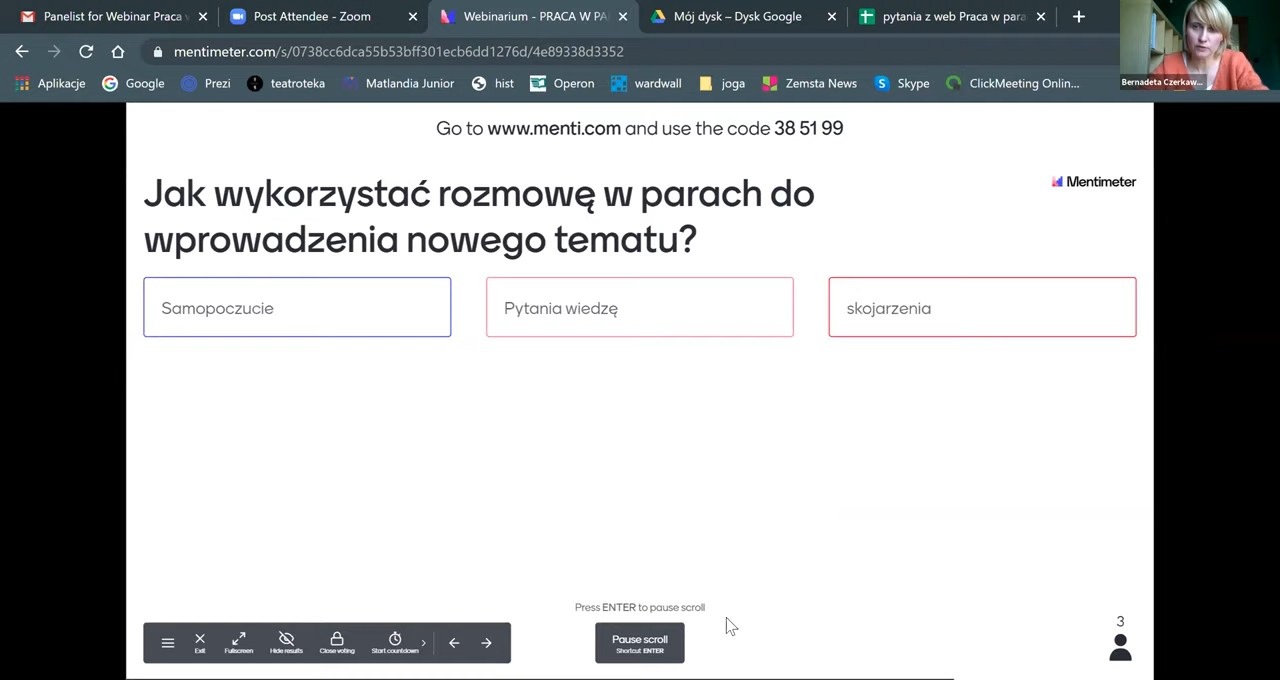 Panelist for Webinar Praca w
Post Attendee - Zoom
Webinarium - PRACA W PA
Mój dysk – Dysk Google
pytania z web Praca w para
mentimeter.com/s/0738cc6dca55b53bff301ecb6dd1276d/4e89338d3352
Aplikacje
Google
Prezi
teatroteka
Matlandia Junior
hist
Operon
wardwall
joga
Zemsta News
Skype
ClickMeeting Onlin...
Bernadeta Czerkaw...
Go to www.menti.com and use the code 38 51 99
Jak wykorzystać rozmowę w parach do
wprowadzenia nowego tematu?
Mentimeter
Samopoczucie
Pytania wiedzę
skojarzenia
Press ENTER to pause scroll
Exit
Fullscreen
Hide results
Close voting
Start countdown
Pause scroll
Shortcut ENTER
3